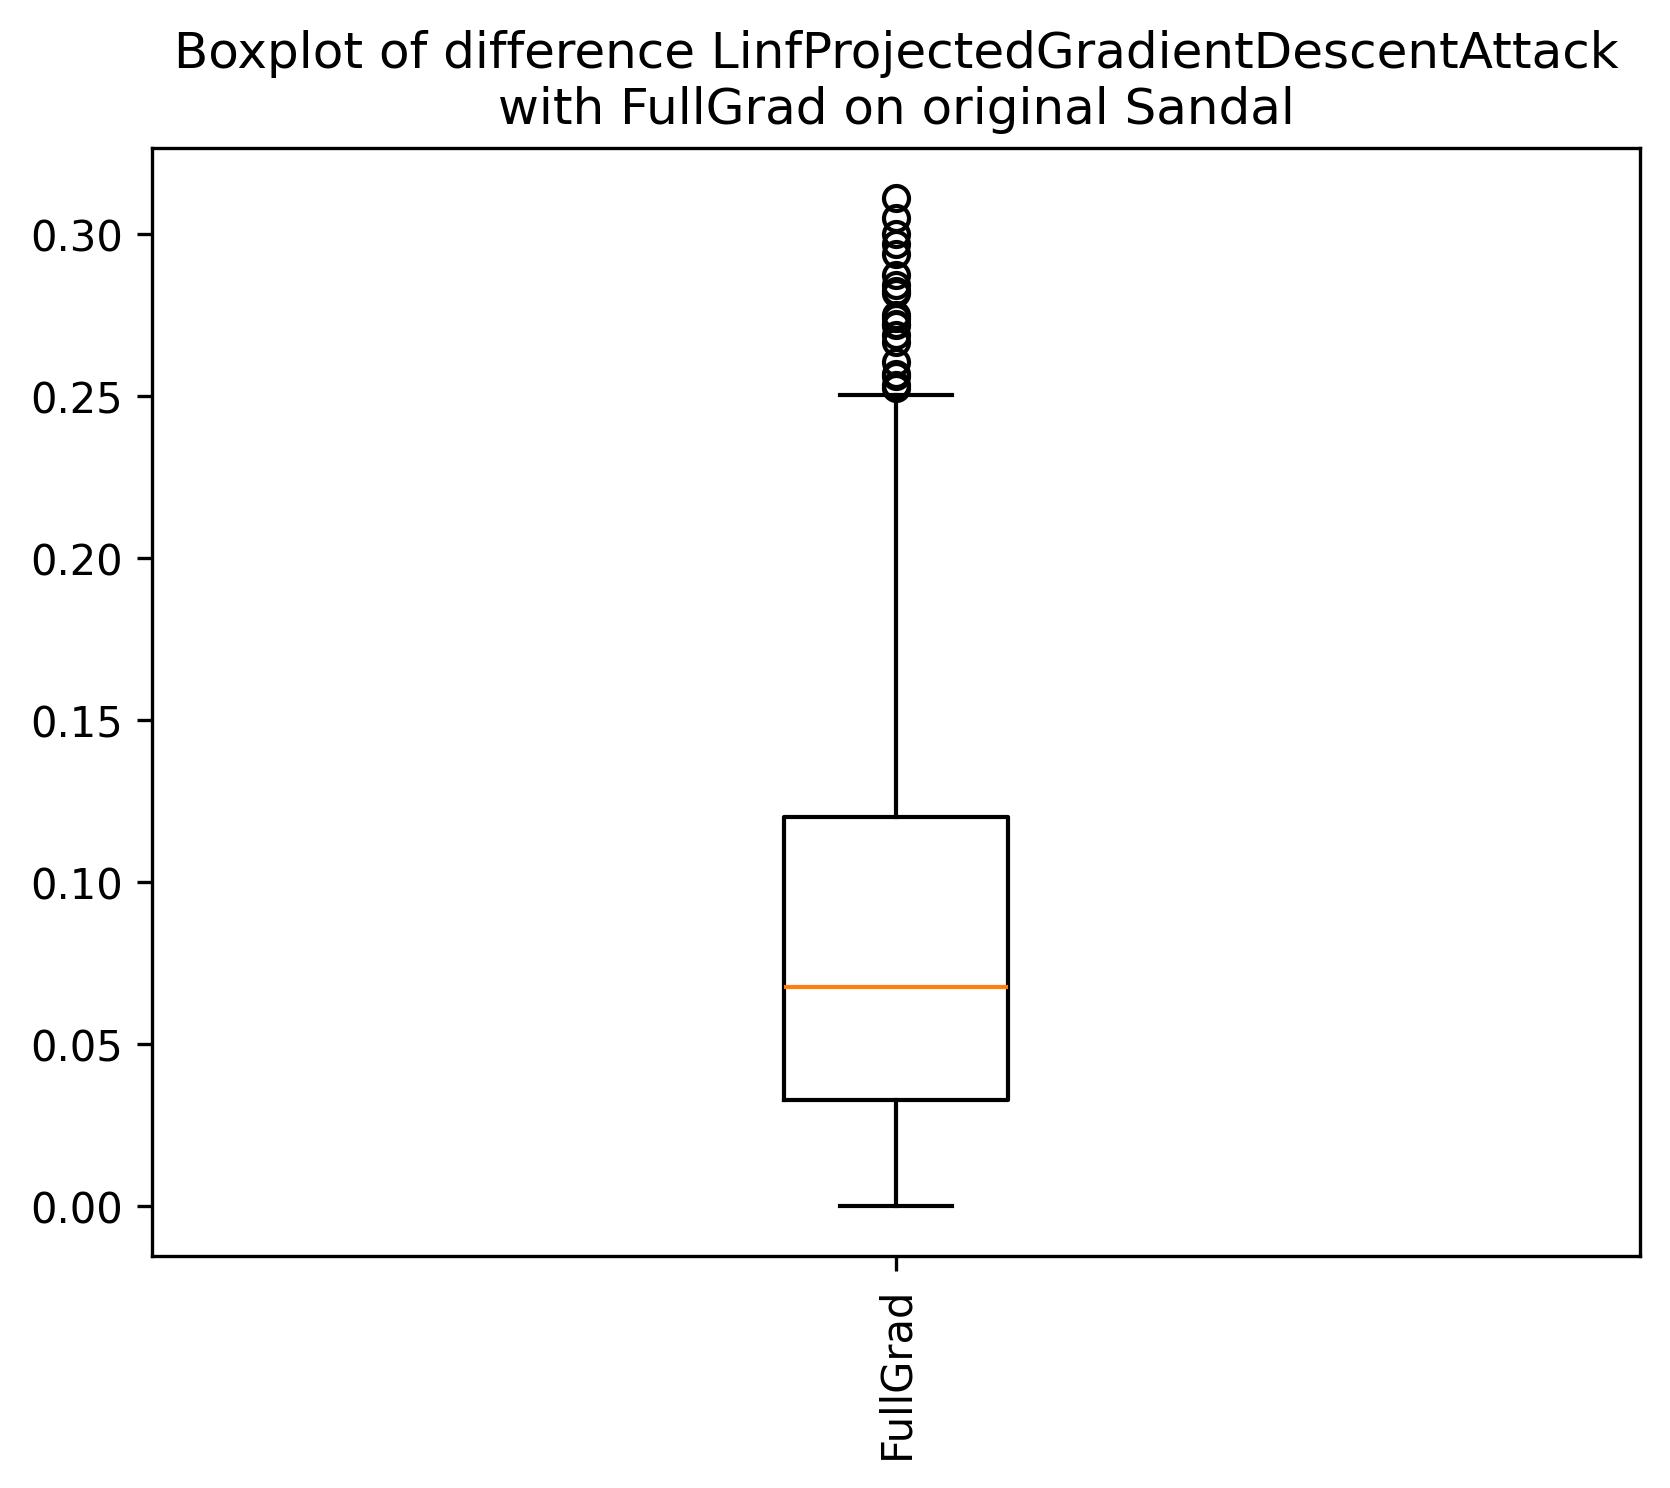 Boxplot of difference LinfProjectedGradientDescentAttack
with FullGrad on original Sandal
0.30
0.25
0.20
0.15
0.10
0.05
0.00
FullGrad